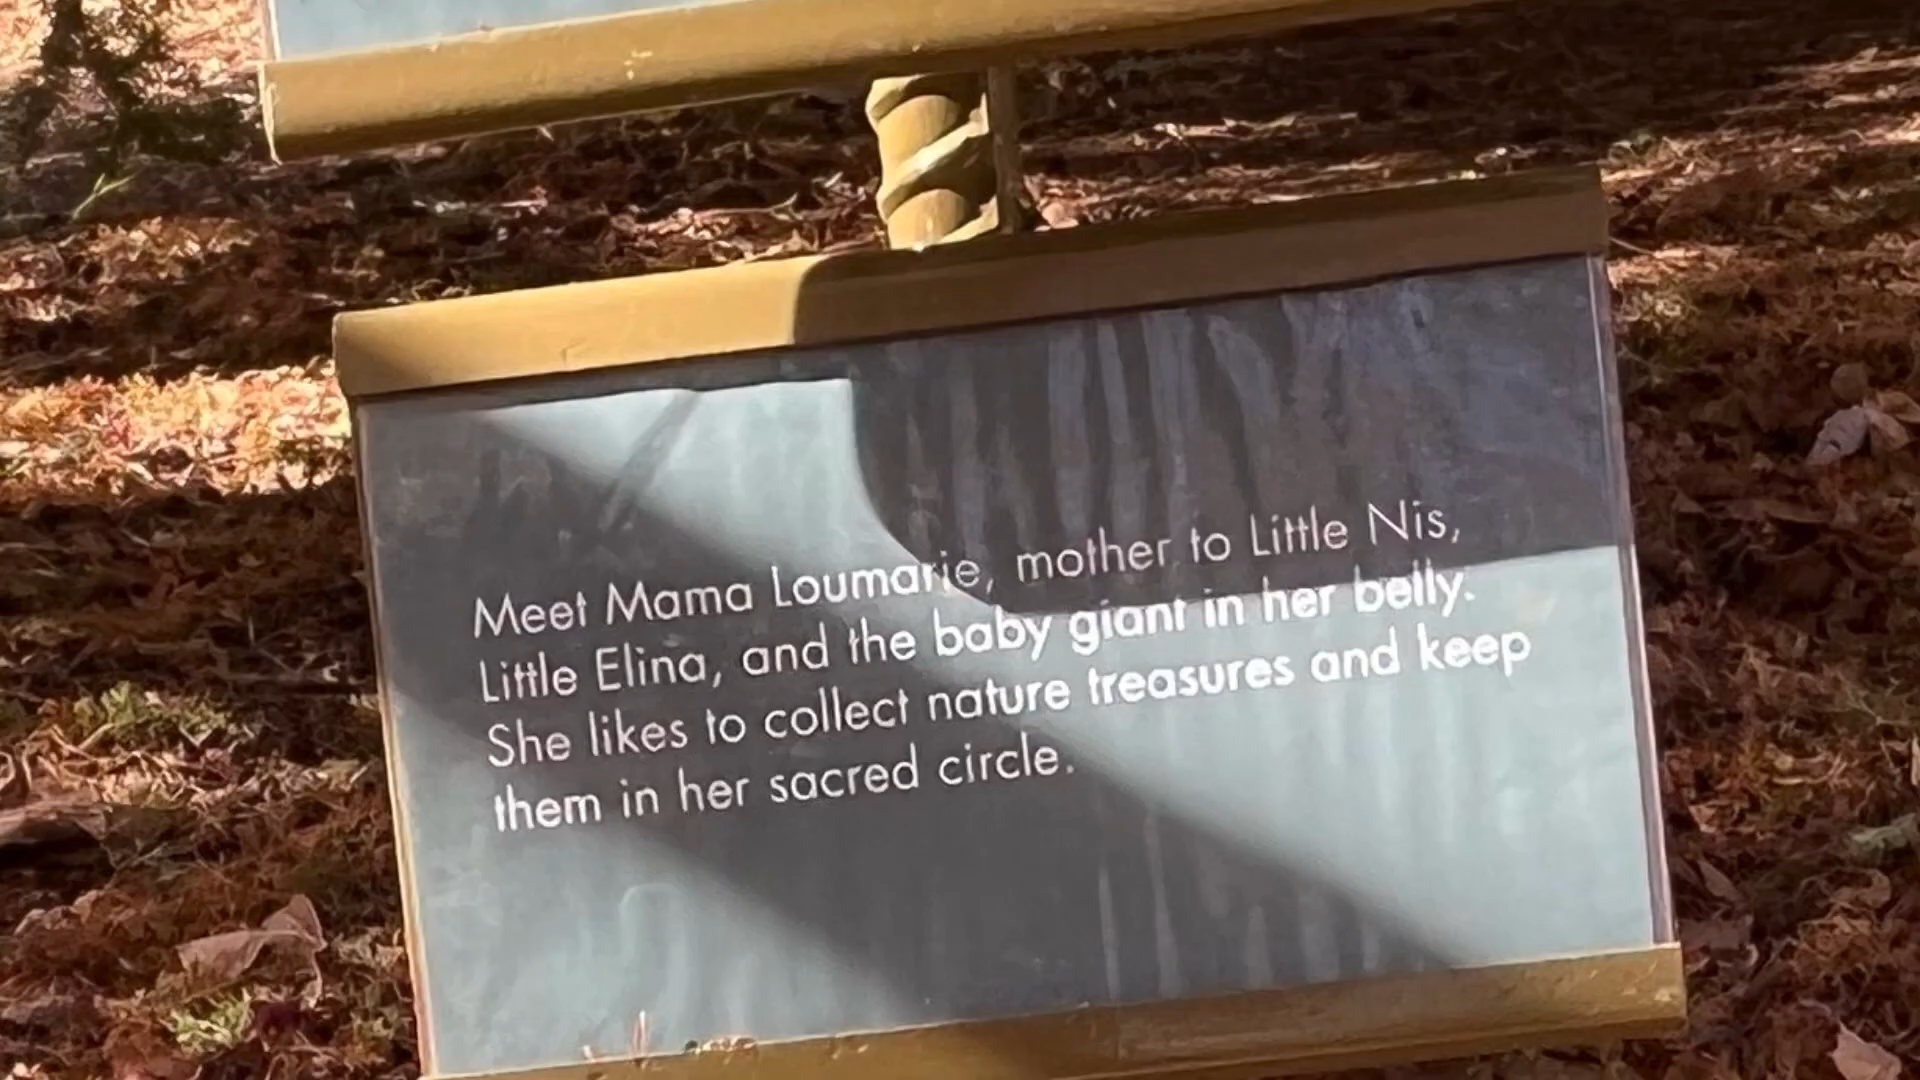 Meet Mama Loumarie, mother to Little Nis,
Little Elina, and the baby giant in her belly.
She likes to collect nature treasures and keep
them in her sacred circle.